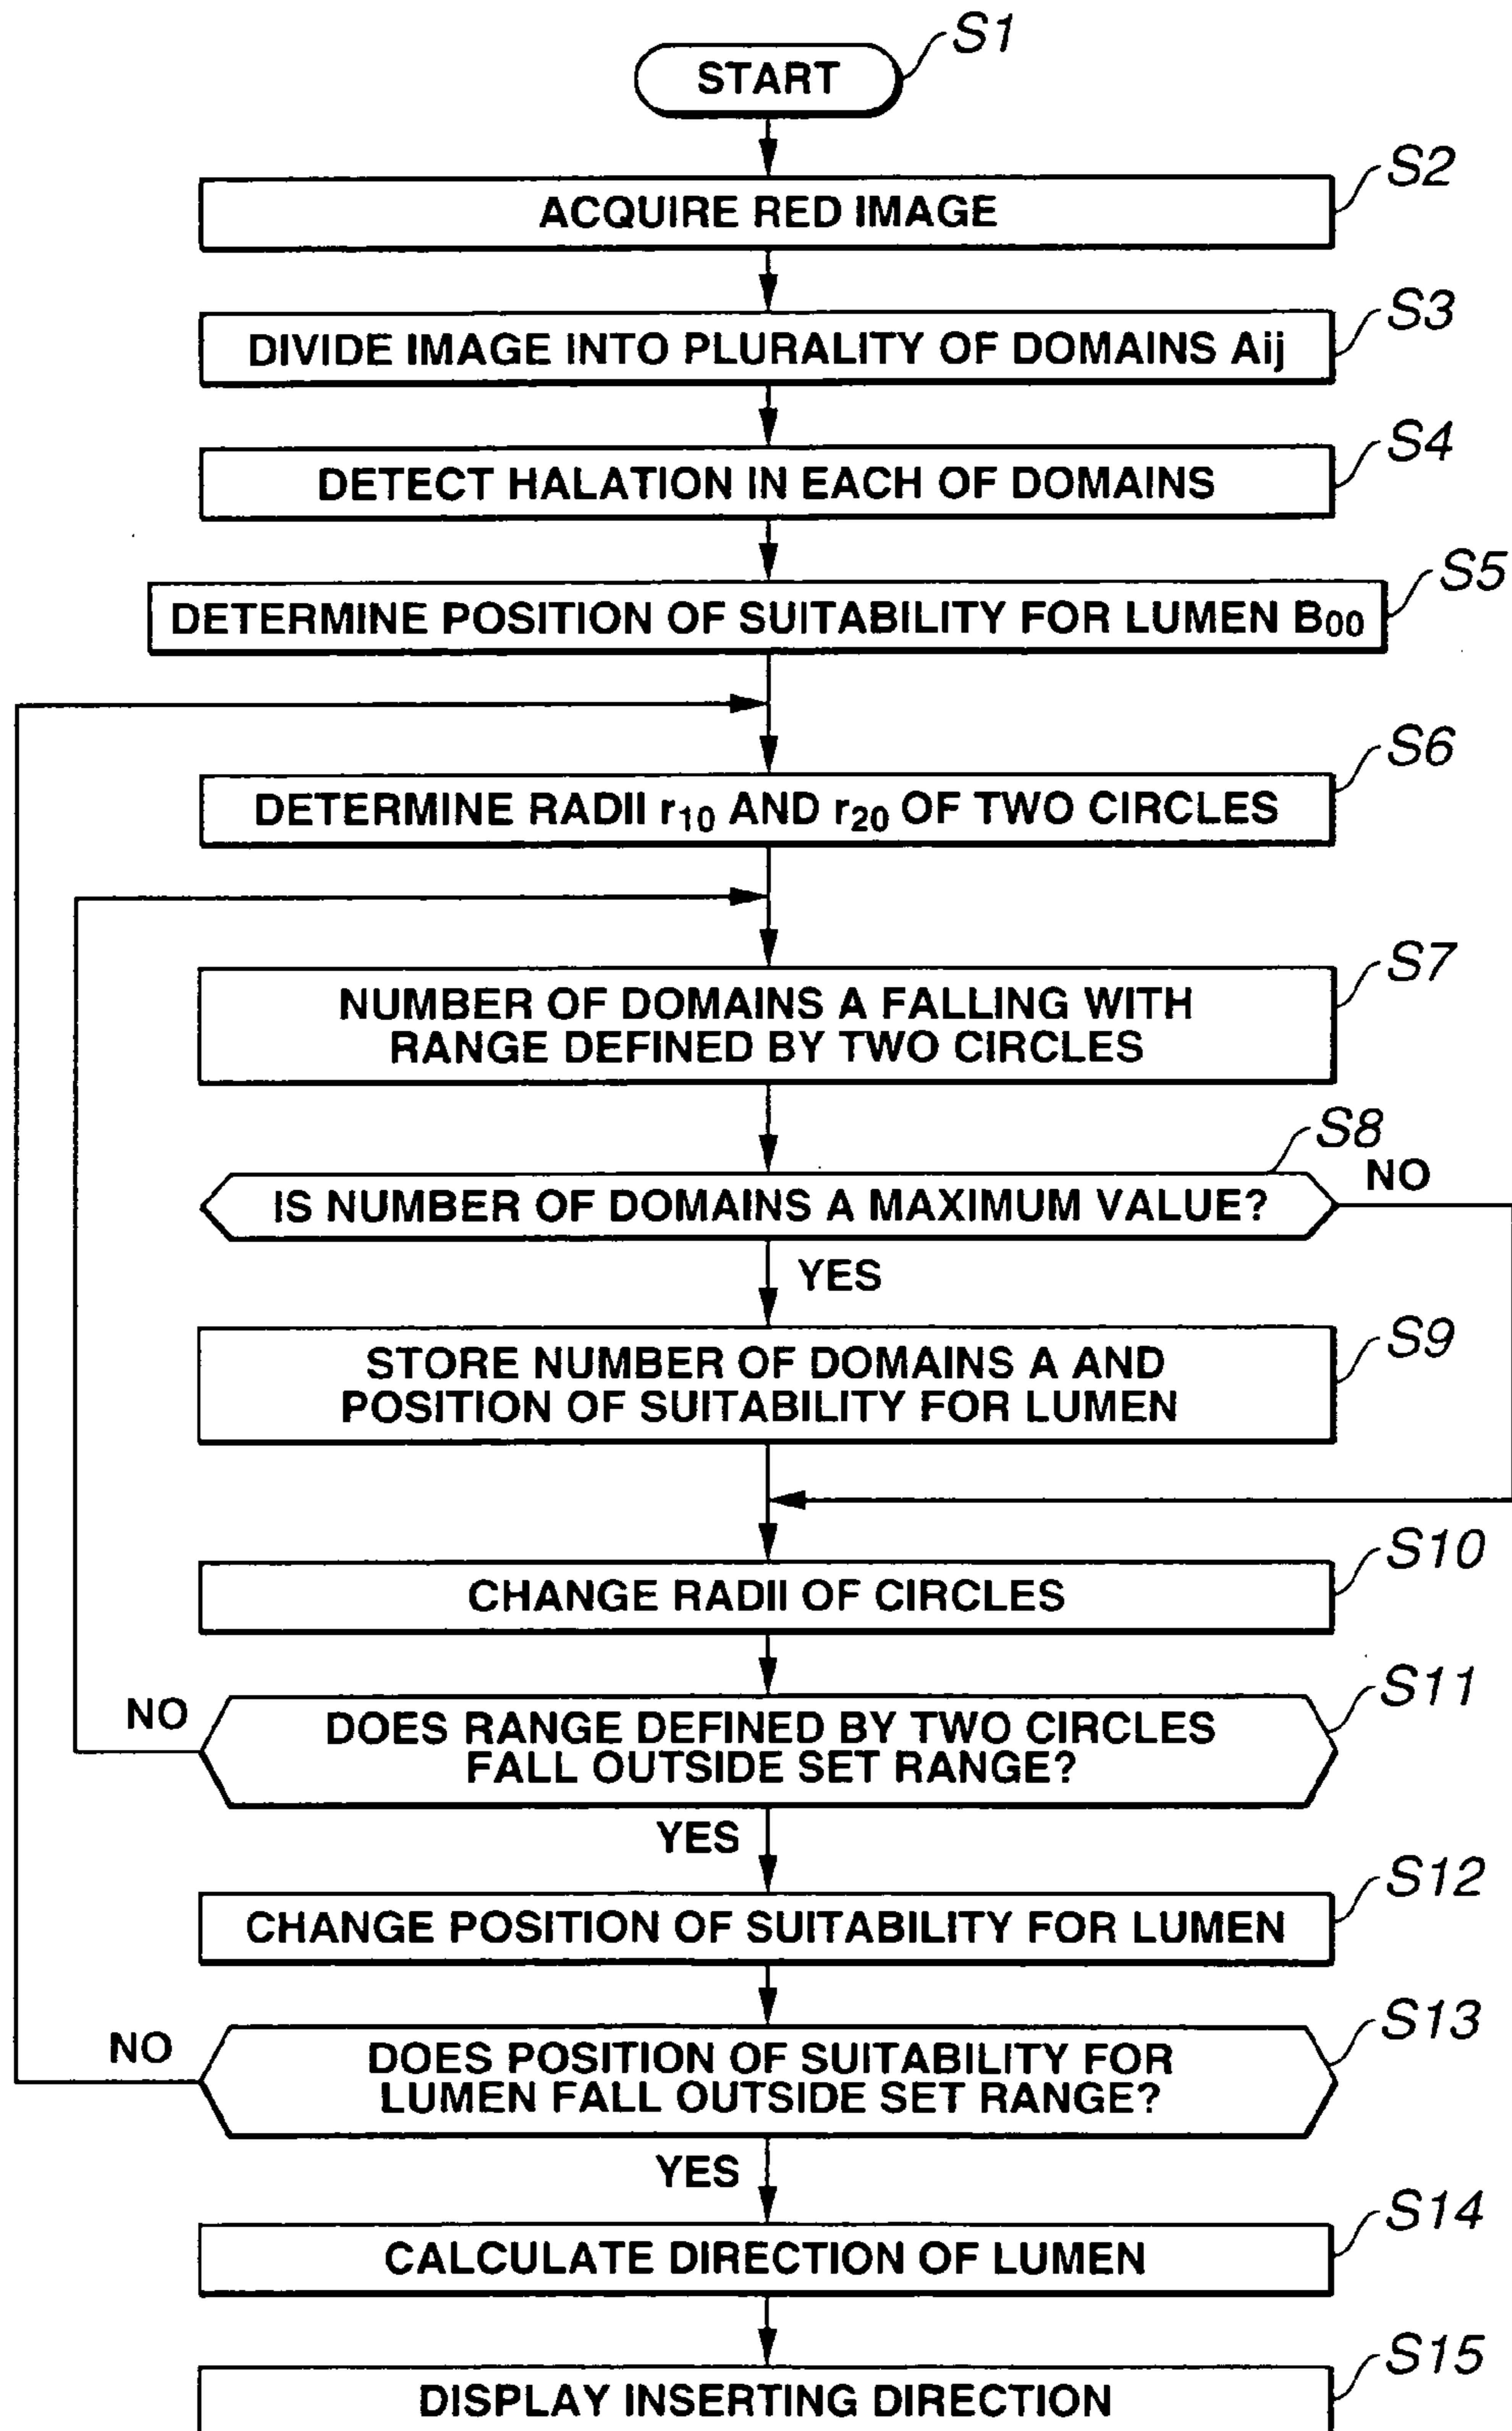 S1
START
S2
ACQUIRE RED IMAGE
S3
DIVIDE IMAGE INTO PLURALITY OF DOMAINS Aij
S4
DETECT HALATION IN EACH OF DOMAINS
S5
DETERMINE POSITION OF SUITABILITY FOR LUMEN B00
S6
DETERMINE RADII r10 AND r20 OF TWO CIRCLES
S7
NUMBER OF DOMAINS A FALLING WITH
RANGE DEFINED BY TWO CIRCLES
S8
NO
IS NUMBER OF DOMAINS A MAXIMUM VALUE?
YES
S9
STORE NUMBER OF DOMAINS A AND
POSITION OF SUITABILITY FOR LUMEN
S10
CHANGE RADII OF CIRCLES
S11
NO
DOES RANGE DEFINED BY TWO CIRCLES
FALL OUTSIDE SET RANGE?
YES
S12
CHANGE POSITION OF SUITABILITY FOR LUMEN
S13
NO
DOES POSITION OF SUITABILITY FOR
LUMEN FALL OUTSIDE SET RANGE?
YES
S14
CALCULATE DIRECTION OF LUMEN
S15
DISPLAY INSERTING DIRECTION